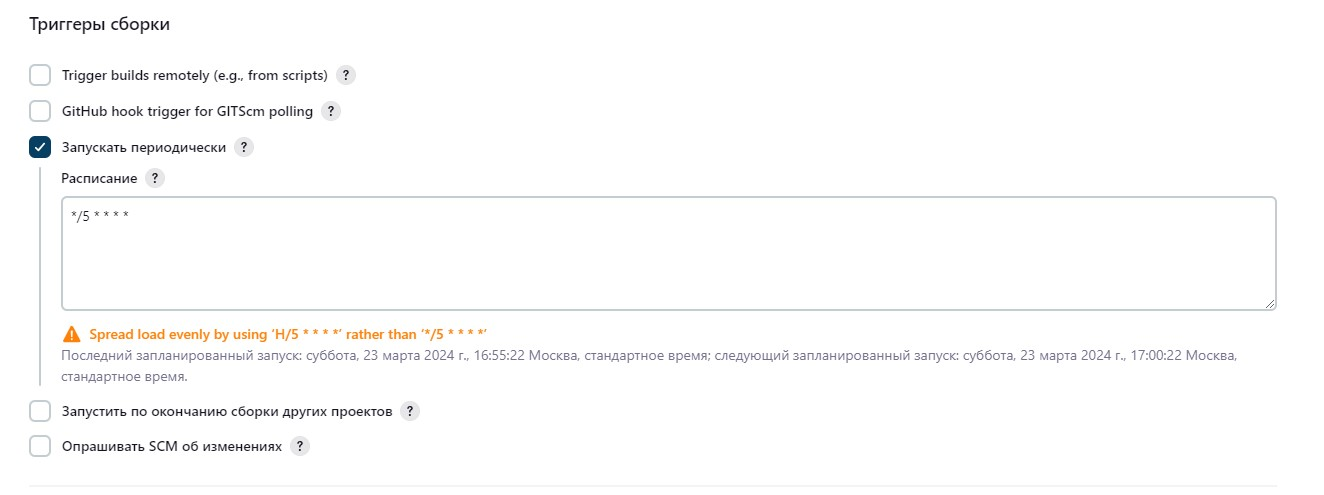 Триггеры сборки
Trigger builds remotely (e.g., from scripts) ?
GitHub hook trigger for GITScm polling ?
Запускать периодически ?
Расписание ?
*/5 * * * *
Spread load evenly by using ‘H/5 * * * *’ rather than ‘*/5 * * * *’
Последний запланированный запуск: суббота, 23 марта 2024 г., 16:55:22 Москва, стандартное время; следующий запланированный запуск: суббота, 23 марта 2024 г., 17:00:22 Москва,
стандартное время.
Запустить по окончанию сборки других проектов ?
Опрашивать SCM об изменениях ?